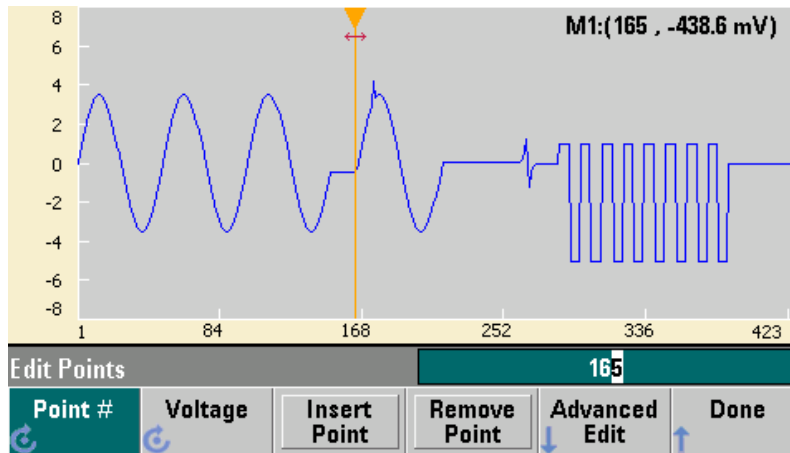 M1:(165 , -438.6 mV)
8
6
4
2
0
-2
-4
-6
-8
1 84 168 252 336 423
Edit Points 165
Point # Voltage Insert Point Remove Point Advanced Edit Done